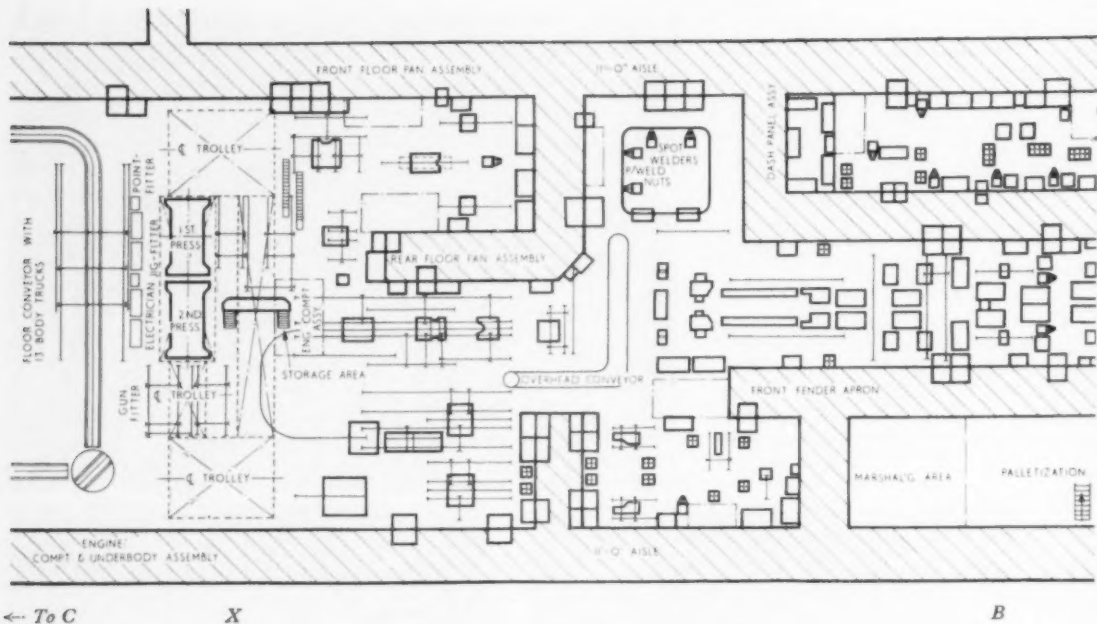 FRONT FLOOR PAN ASSEMBLY
11'-0" AISLE
DASH PANEL ASSY
℄ TROLLEY
POINT-
FITTER
SPOT
WELDERS
P/WELD
NUTS
FLOOR CONVEYOR WITH
13 BODY TRUCKS
ELECTRICIAN
JIG-FITTER
1ST
PRESS
REAR FLOOR PAN ASSEMBLY
2ND
PRESS
ENG. COMPT
ASSY
STORAGE AREA
GUN
FITTER
℄ TROLLEY
OVERHEAD CONVEYOR
FRONT FENDER APRON
℄ TROLLEY
MARSHAL'G AREA
PALLETIZATION
ENGINE
COMPT & UNDERBODY ASSEMBLY
11'-0" AISLE
← To C
X
B